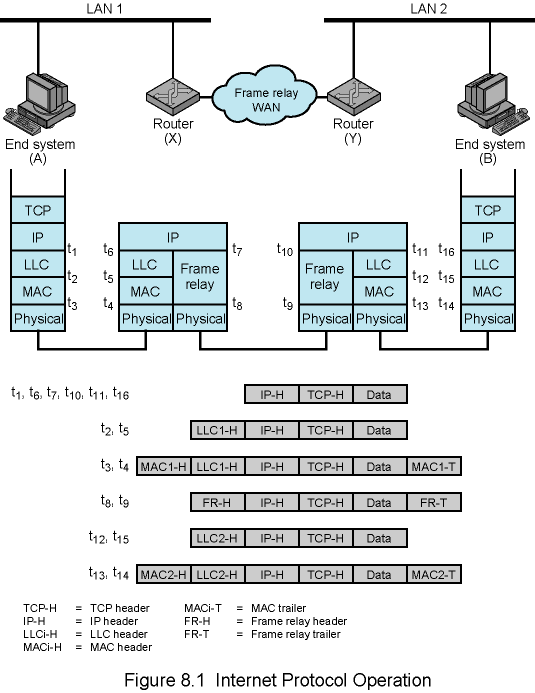 LAN 1 LAN 2
Frame relay
WAN
Router
(X)
Router
(Y)
End system
(A)
End system
(B)
TCP TCP
IP t1 t6 IP t7 t10 IP t11 t16 IP
LLC t2 t5 LLC Frame relay Frame relay LLC t12 t15 LLC
MAC t3 t4 MAC t8 t9 MAC t13 t14 MAC
Physical Physical Physical Physical Physical Physical
t1, t6, t7, t10, t11, t16 IP-H TCP-H Data
t2, t5 LLC1-H IP-H TCP-H Data
t3, t4 MAC1-H LLC1-H IP-H TCP-H Data MAC1-T
t8, t9 FR-H IP-H TCP-H Data FR-T
t12, t15 LLC2-H IP-H TCP-H Data
t13, t14 MAC2-H LLC2-H IP-H TCP-H Data MAC2-T
TCP-H = TCP header MACi-T = MAC trailer
IP-H = IP header FR-H = Frame relay header
LLCi-H = LLC header FR-T = Frame relay trailer
MACi-H = MAC header
Figure 8.1 Internet Protocol Operation